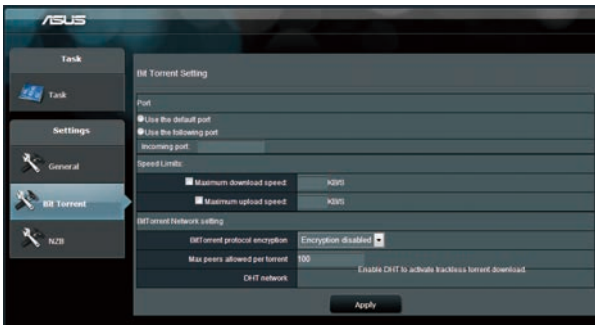 ASUS
Task
Task
Settings
General
Bit Torrent
NZB
Bit Torrent Setting
Port
Use the default port
Use the following port
Incoming port:
Speed Limits:
Maximum download speed: KB/S
Maximum upload speed: KB/S
BitTorrent Network setting
BitTorrent protocol encryption Encryption disabled
Max peers allowed per torrent 100
DHT network Enable DHT to activate trackless torrent download.
Apply